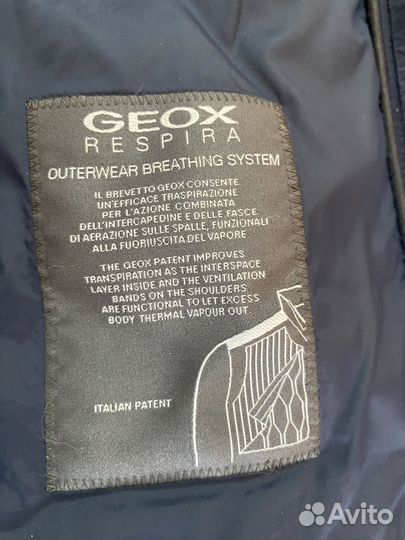 GEOX
RESPIRA
OUTERWEAR BREATHING SYSTEM
IL BREVETTO GEOX CONSENTE
UN'EFFICACE TRASPIRAZIONE
PER L'AZIONE COMBINATA
DELL'INTERCAPEDINE E DELLE FASCE
DI AERAZIONE SULLE SPALLE, FUNZIONALI
ALLA FUORIUSCITA DEL VAPORE.
THE GEOX PATENT IMPROVES
TRANSPIRATION AS THE INTERSPACE
LAYER INSIDE AND THE VENTILATION
BANDS ON THE SHOULDERS
ARE FUNCTIONAL TO LET EXCESS
BODY THERMAL VAPOUR OUT.
ITALIAN PATENT
Avito